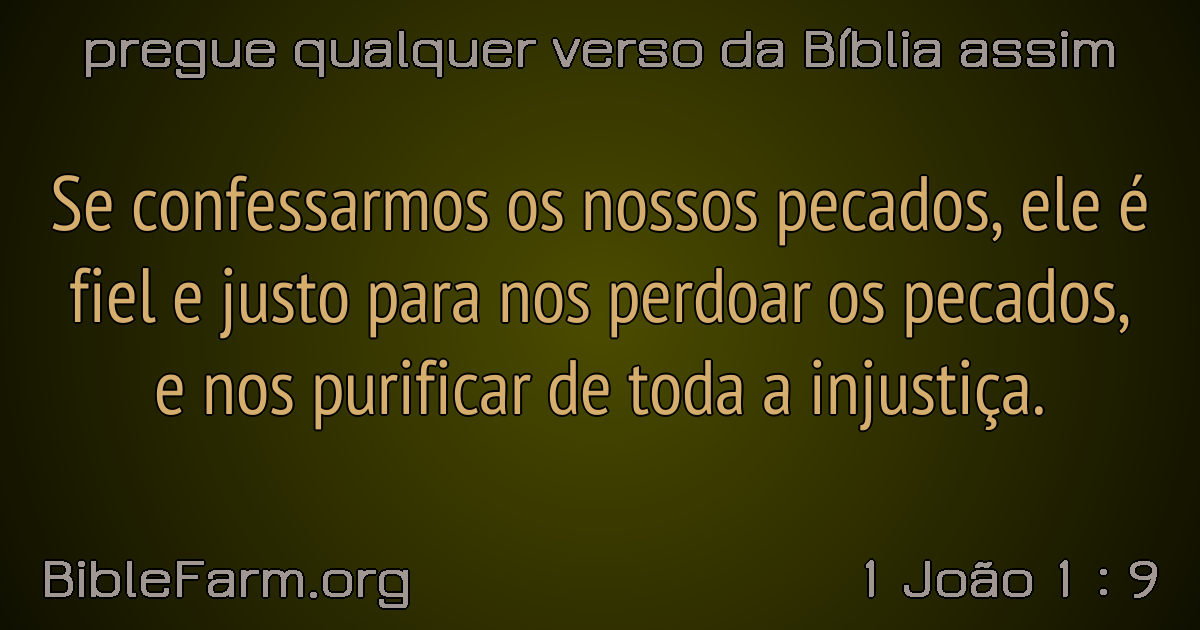 pregue qualquer verso da Bíblia assim
Se confessarmos os nossos pecados, ele é
fiel e justo para nos perdoar os pecados,
e nos purificar de toda a injustiça.
BibleFarm.org
1 João 1 : 9